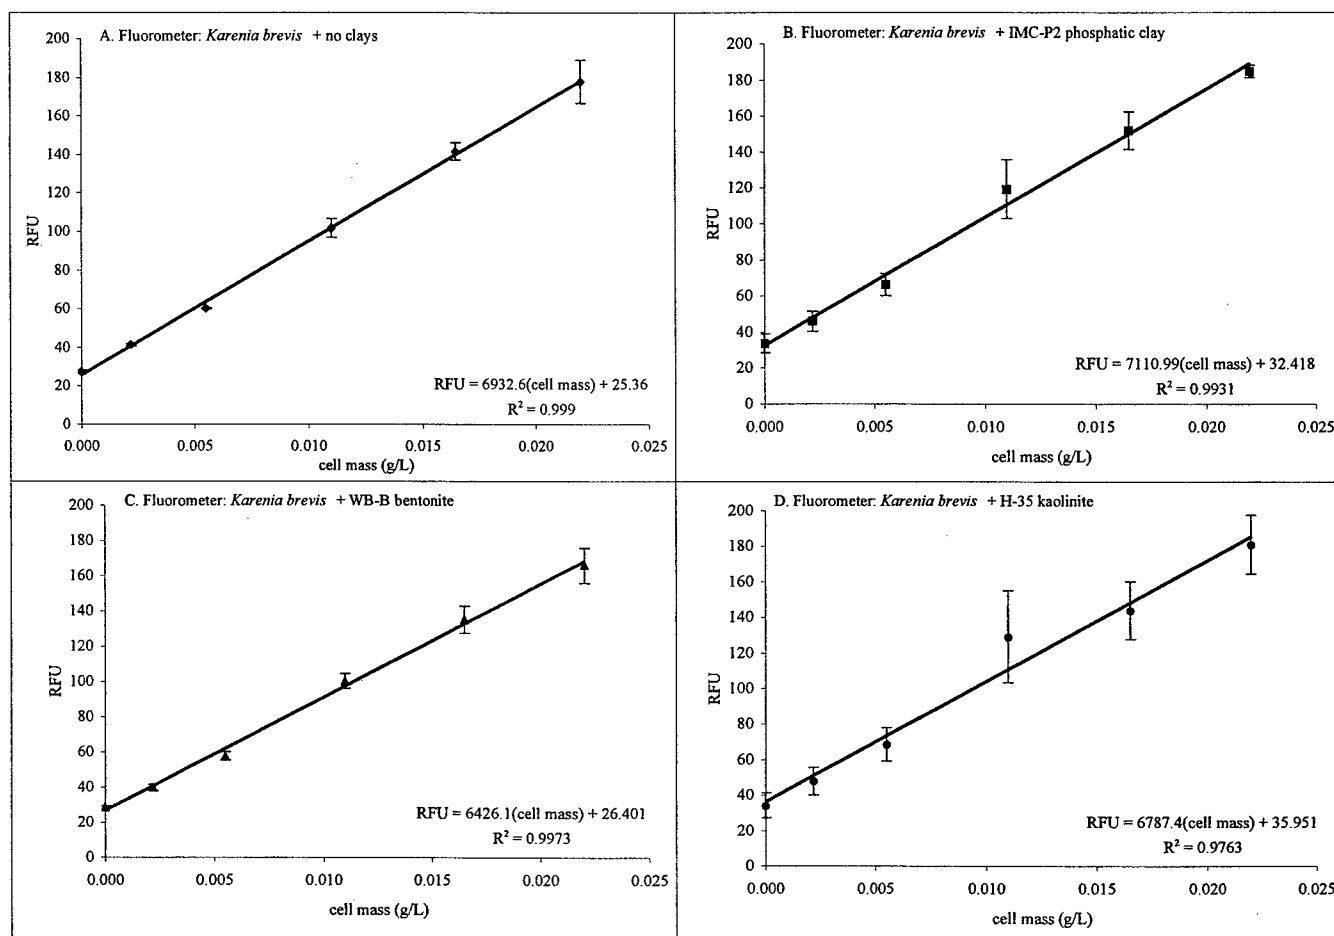 A. Fluorometer: Karenia brevis + no clays
200
180
160
140
120
100
80
60
40
20
0
RFU
RFU = 6932.6(cell mass) + 25.36
R² = 0.999
0.000 0.005 0.010 0.015 0.020 0.025
cell mass (g/L)
B. Fluorometer: Karenia brevis + IMC-P2 phosphatic clay
200
180
160
140
120
100
80
60
40
20
0
RFU
RFU = 7110.99(cell mass) + 32.418
R² = 0.9931
0.000 0.005 0.010 0.015 0.020 0.025
cell mass (g/L)
C. Fluorometer: Karenia brevis + WB-B bentonite
200
180
160
140
120
100
80
60
40
20
0
RFU
RFU = 6426.1(cell mass) + 26.401
R² = 0.9973
0.000 0.005 0.010 0.015 0.020 0.025
cell mass (g/L)
D. Fluorometer: Karenia brevis + H-35 kaolinite
200
180
160
140
120
100
80
60
40
20
0
RFU
RFU = 6787.4(cell mass) + 35.951
R² = 0.9763
0.000 0.005 0.010 0.015 0.020 0.025
cell mass (g/L)